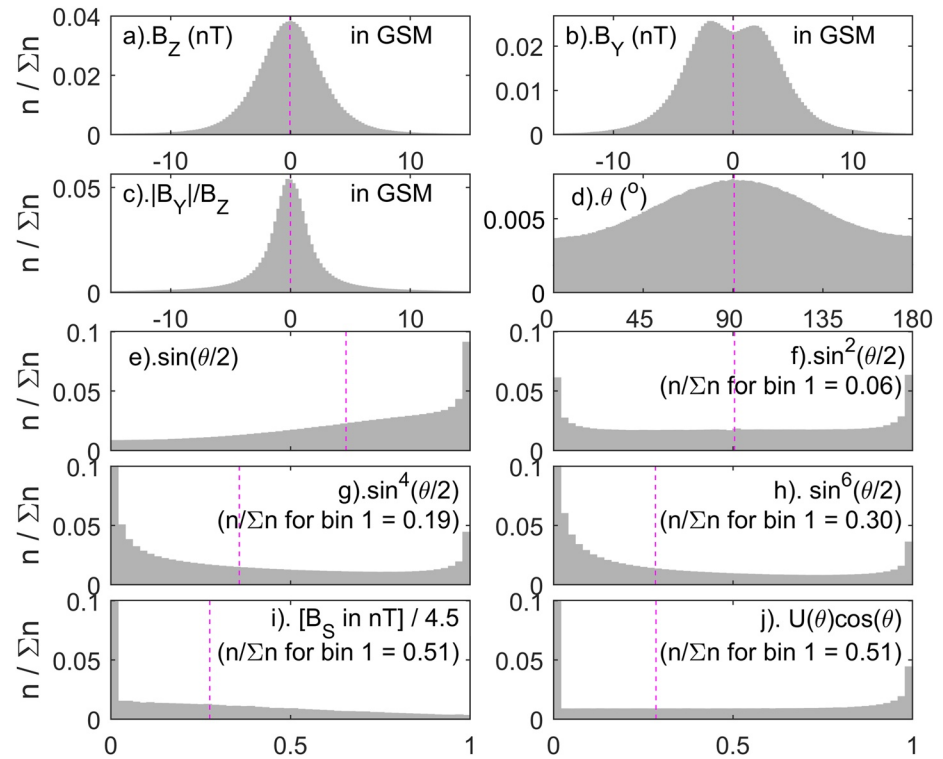 a).B_Z (nT) in GSM
n / Σn
0.04
0.02
0
-10 0 10
b).B_Y (nT) in GSM
0.02
0.01
0
-10 0 10
c).|B_Y|/B_Z in GSM
n / Σn
0.05
0
-10 0 10
d).θ (°)
0.005
0
0 45 90 135 180
e).sin(θ/2)
n / Σn
0.1
0.05
0
f).sin²(θ/2)
(n/Σn for bin 1 = 0.06)
0.1
0.05
0
g).sin⁴(θ/2)
(n/Σn for bin 1 = 0.19)
n / Σn
0.1
0.05
0
h). sin⁶(θ/2)
(n/Σn for bin 1 = 0.30)
0.1
0.05
0
i). [B_S in nT] / 4.5
(n/Σn for bin 1 = 0.51)
n / Σn
0.1
0.05
0
0 0.5 1
j). U(θ)cos(θ)
(n/Σn for bin 1 = 0.51)
0.1
0.05
0
0 0.5 1